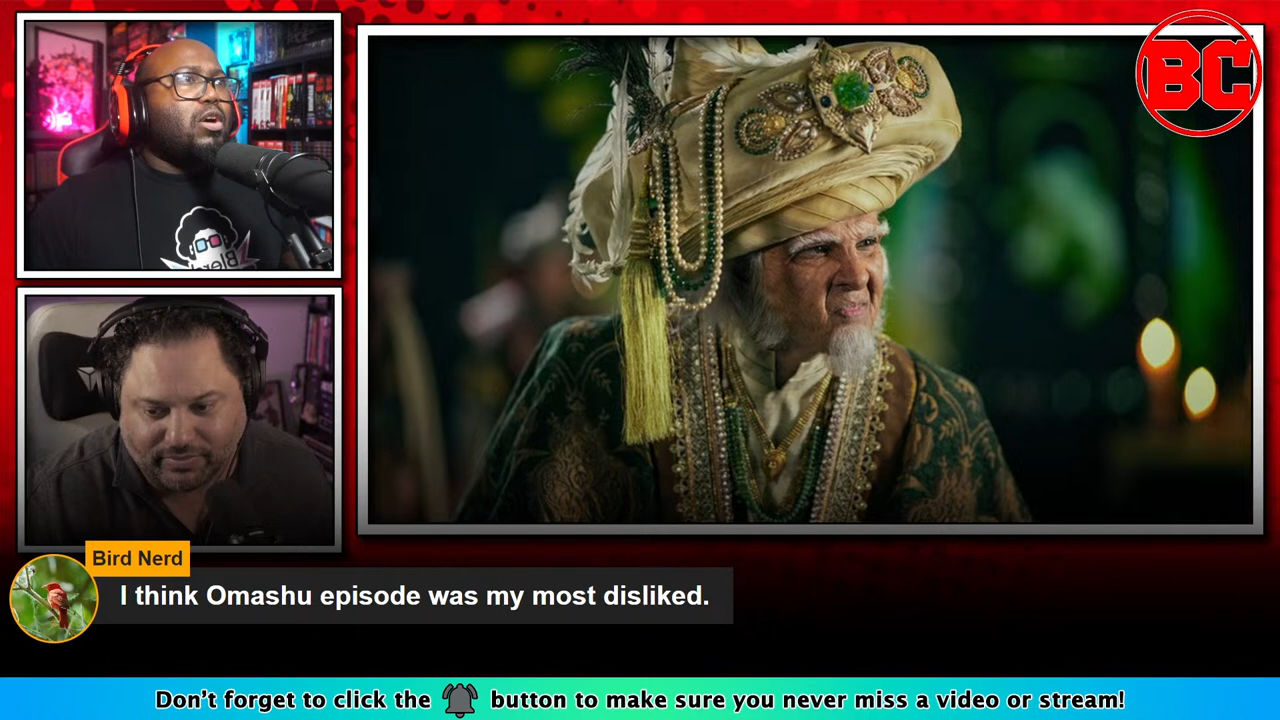 BC
Bird Nerd
I think Omashu episode was my most disliked.
Don't forget to click the button to make sure you never miss a video or stream!